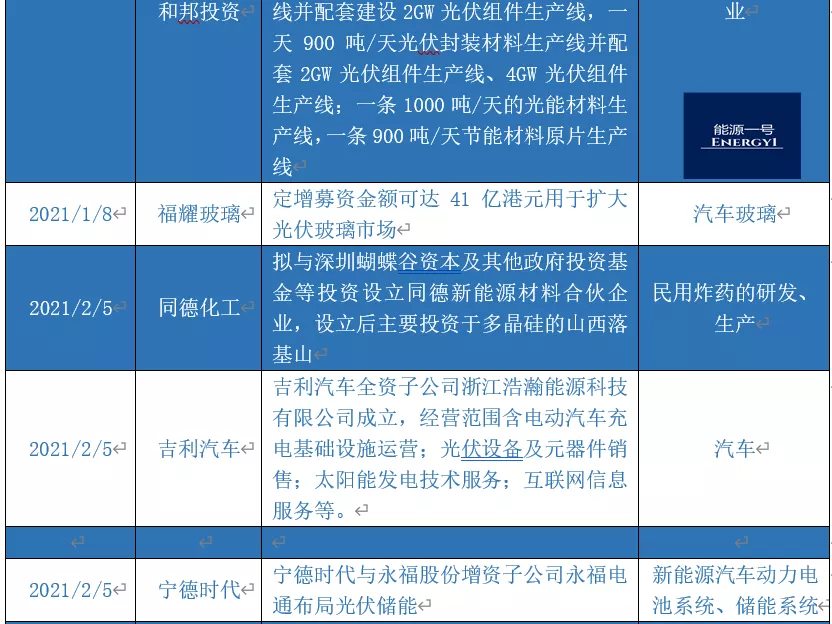 和邦投资
线并配套建设 2GW 光伏组件生产线，一
天 900 吨/天光伏封装材料生产线并配
套 2GW 光伏组件生产线、4GW 光伏组件
生产线；一条 1000 吨/天的光能材料生
产线，一条 900 吨/天节能材料原片生产
线
业
能源一号
ENERGY1
2021/1/8
福耀玻璃
定增募资金额可达 41 亿港元用于扩大
光伏玻璃市场
汽车玻璃
2021/2/5
同德化工
拟与深圳蝴蝶谷资本及其他政府投资基
金等投资设立同德新能源材料合伙企
业，设立后主要投资于多晶硅的山西落
基山
民用炸药的研发、
生产
2021/2/5
吉利汽车
吉利汽车全资子公司浙江浩瀚能源科技
有限公司成立，经营范围含电动汽车充
电基础设施运营；光伏设备及元器件销
售；太阳能发电技术服务；互联网信息
服务等。
汽车
2021/2/5
宁德时代
宁德时代与永福股份增资子公司永福电
通布局光伏储能
新能源汽车动力电
池系统、储能系统